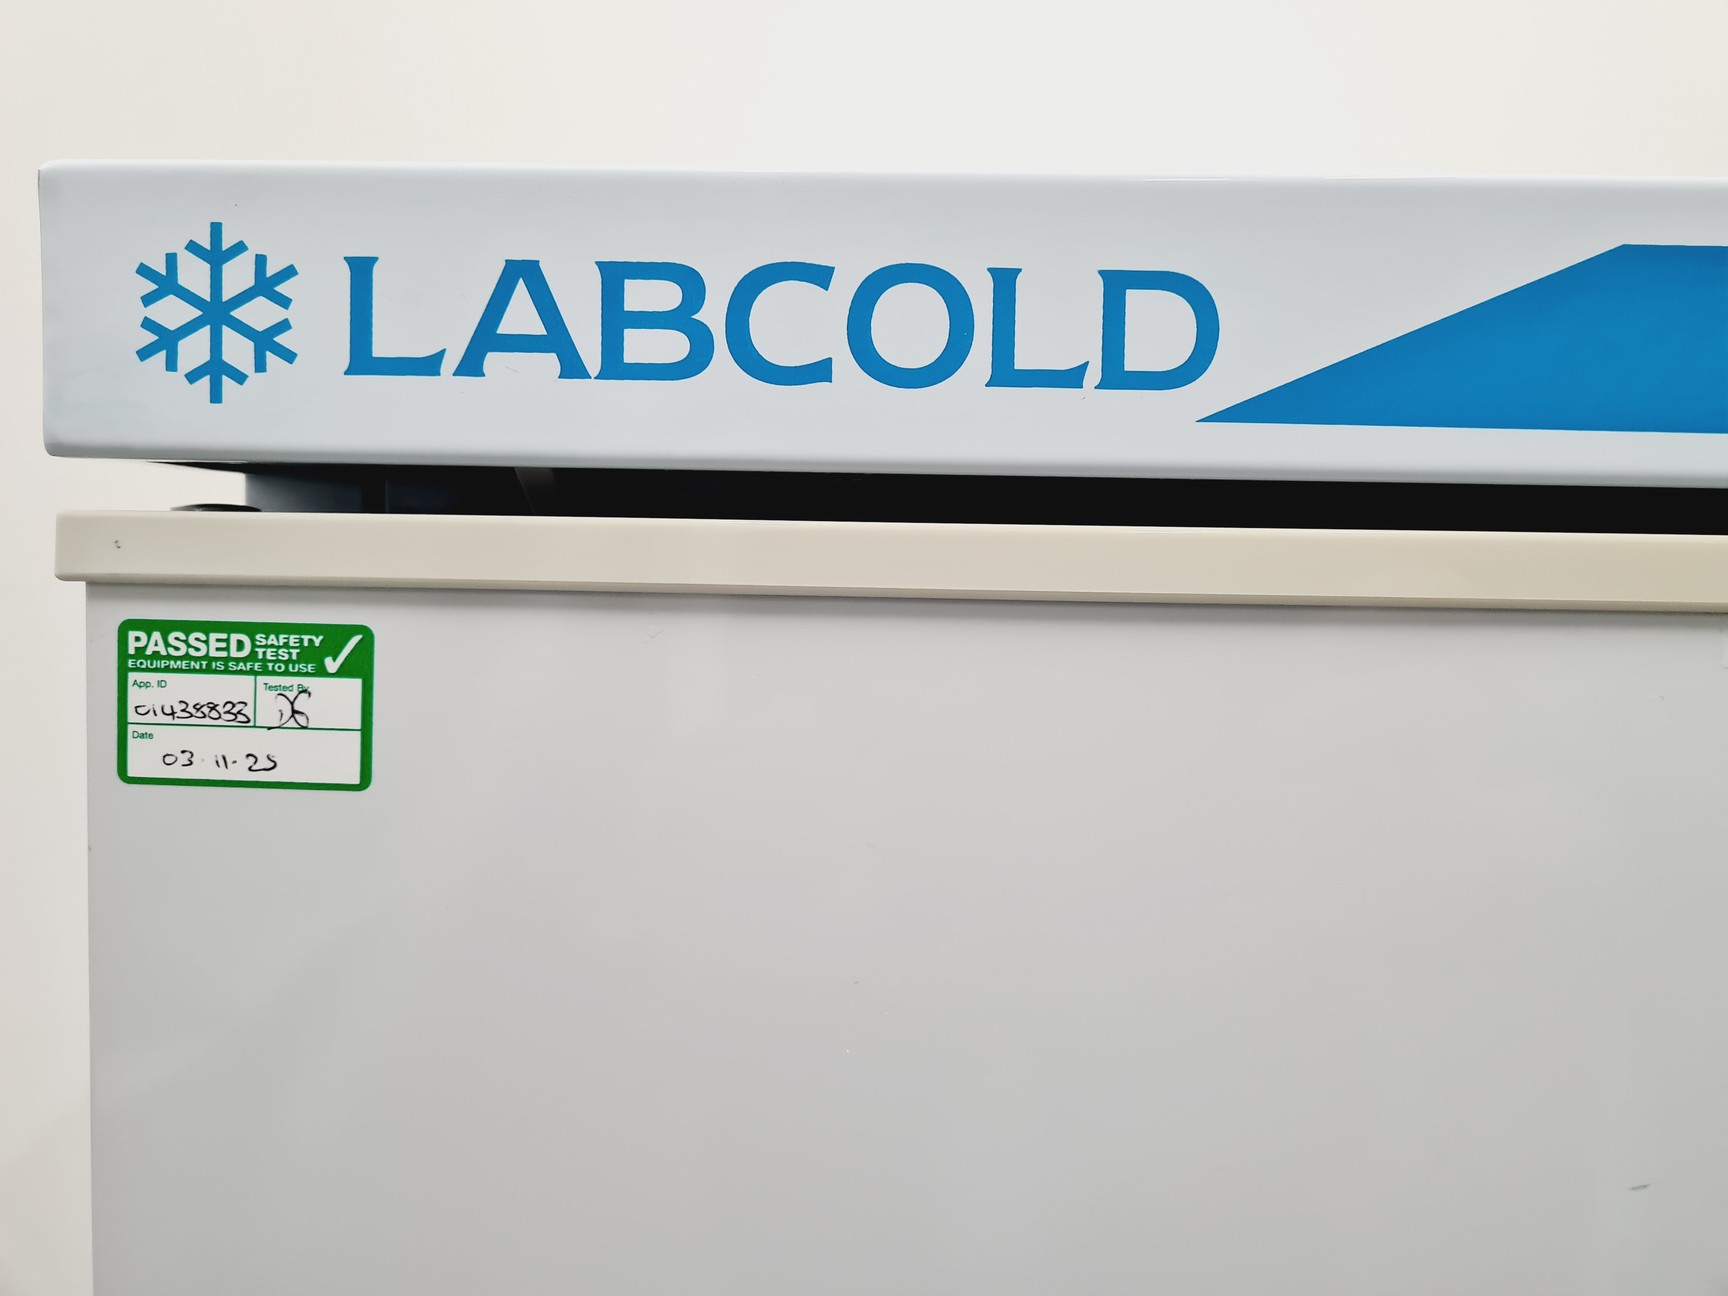 LABCOLD
PASSED SAFETY TEST
EQUIPMENT IS SAFE TO USE
App. ID
Tested By
01438833
Date
03-11-25